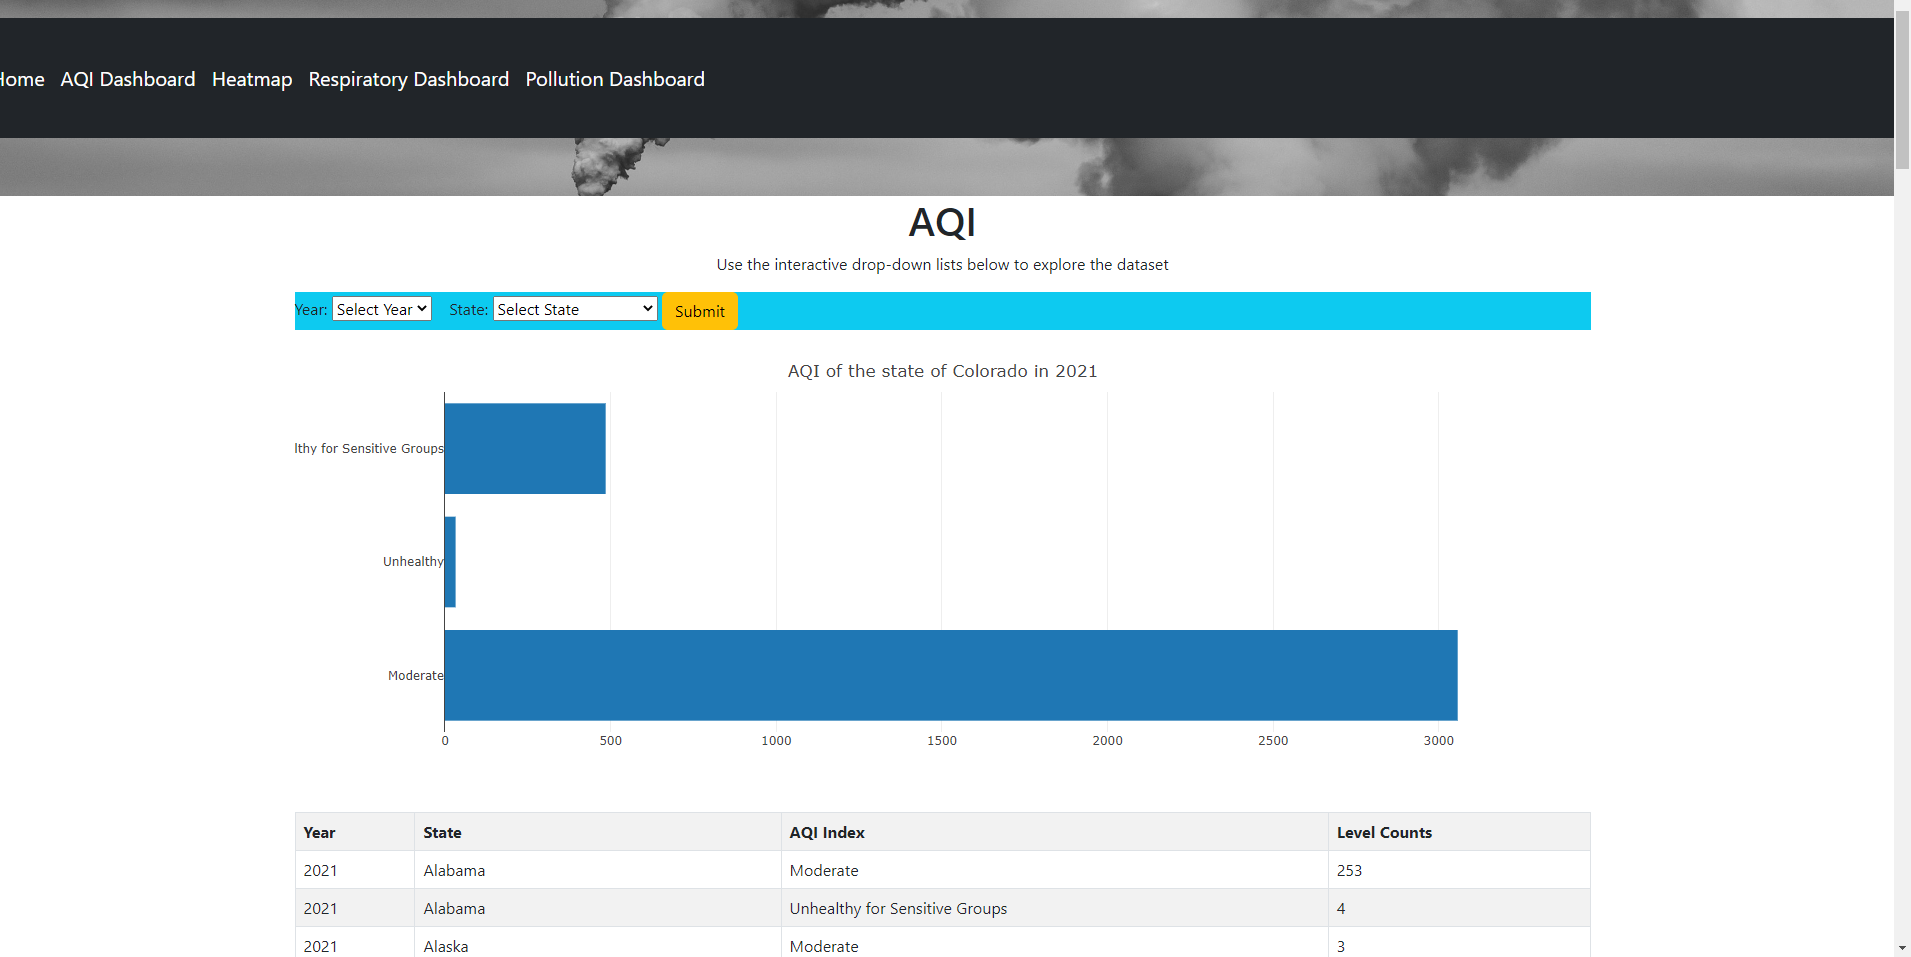 Home AQI Dashboard Heatmap Respiratory Dashboard Pollution Dashboard
AQI
Use the interactive drop-down lists below to explore the dataset
Year: Select Year State: Select State Submit
AQI of the state of Colorado in 2021
lthy for Sensitive Groups
Unhealthy
Moderate
0 500 1000 1500 2000 2500 3000
Year State AQI Index Level Counts
2021 Alabama Moderate 253
2021 Alabama Unhealthy for Sensitive Groups 4
2021 Alaska Moderate 3